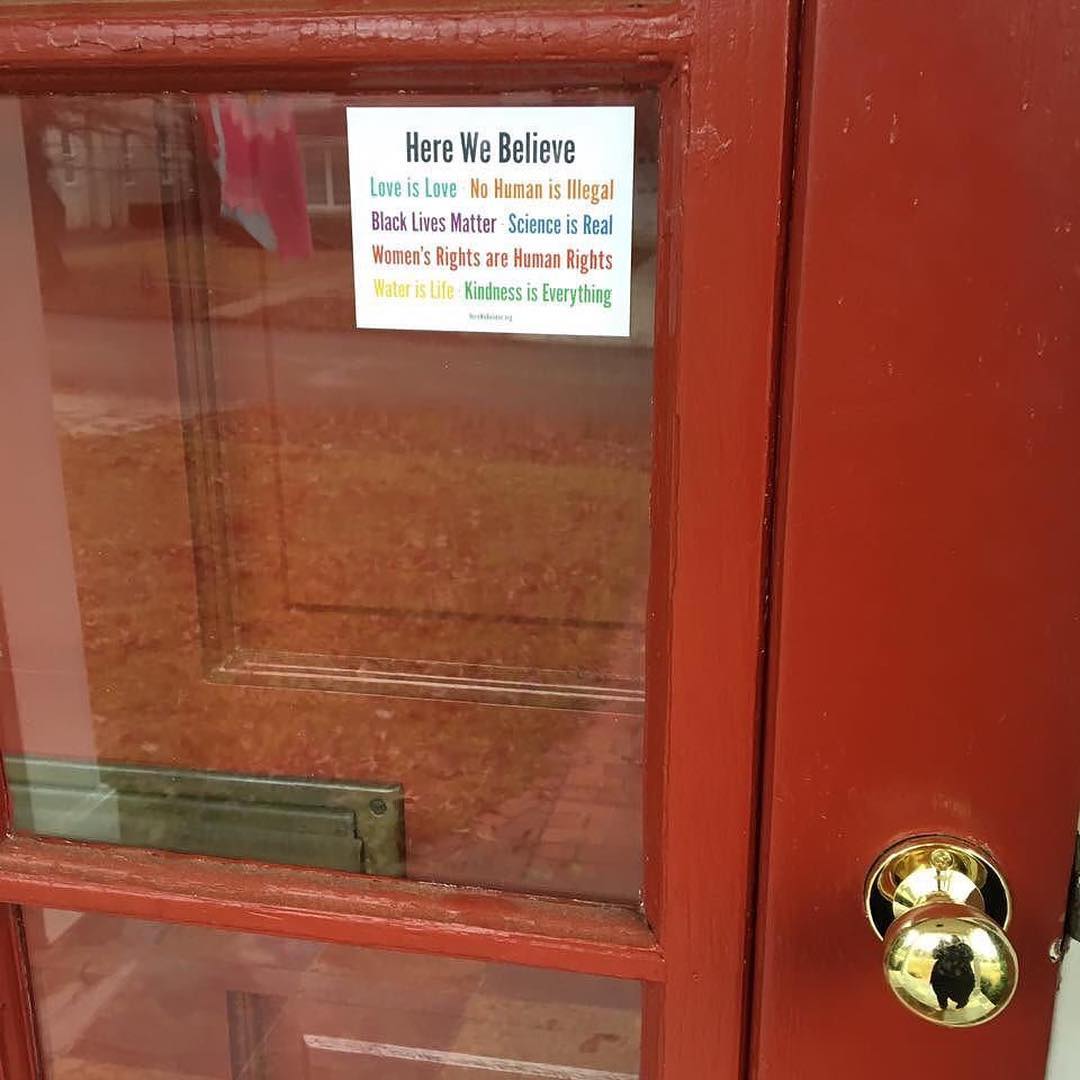 Here We Believe
Love is Love · No Human is Illegal
Black Lives Matter · Science is Real
Women's Rights are Human Rights
Water is Life · Kindness is Everything